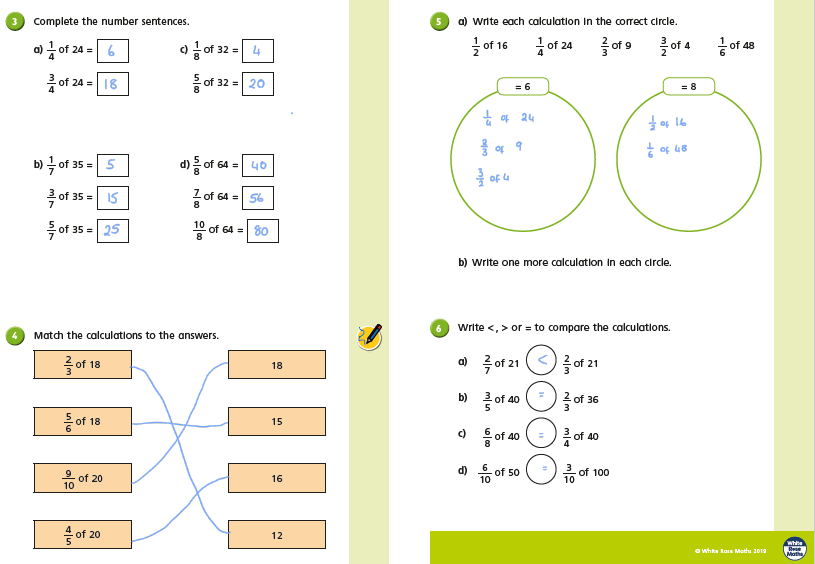 3 Complete the number sentences.
a) 1/4 of 24 = 6
3/4 of 24 = 18
c) 1/8 of 32 = 4
5/8 of 32 = 20
b) 1/7 of 35 = 5
3/7 of 35 = 15
5/7 of 35 = 25
d) 5/8 of 64 = 40
7/8 of 64 = 56
10/8 of 64 = 80
4 Match the calculations to the answers.
2/3 of 18
18
5/6 of 18
15
9/10 of 20
16
4/5 of 20
12
5 a) Write each calculation in the correct circle.
1/2 of 16 1/4 of 24 2/3 of 9 3/2 of 4 1/6 of 48
= 6
1/4 of 24
2/3 of 9
3/2 of 4
= 8
1/2 of 16
1/6 of 48
b) Write one more calculation in each circle.
6 Write <, > or = to compare the calculations.
a) 2/7 of 21 < 2/3 of 21
b) 3/5 of 40 = 2/3 of 36
c) 6/8 of 40 = 3/4 of 40
d) 6/10 of 50 = 3/10 of 100
© White Rose Maths 2019
White
Rose
Maths